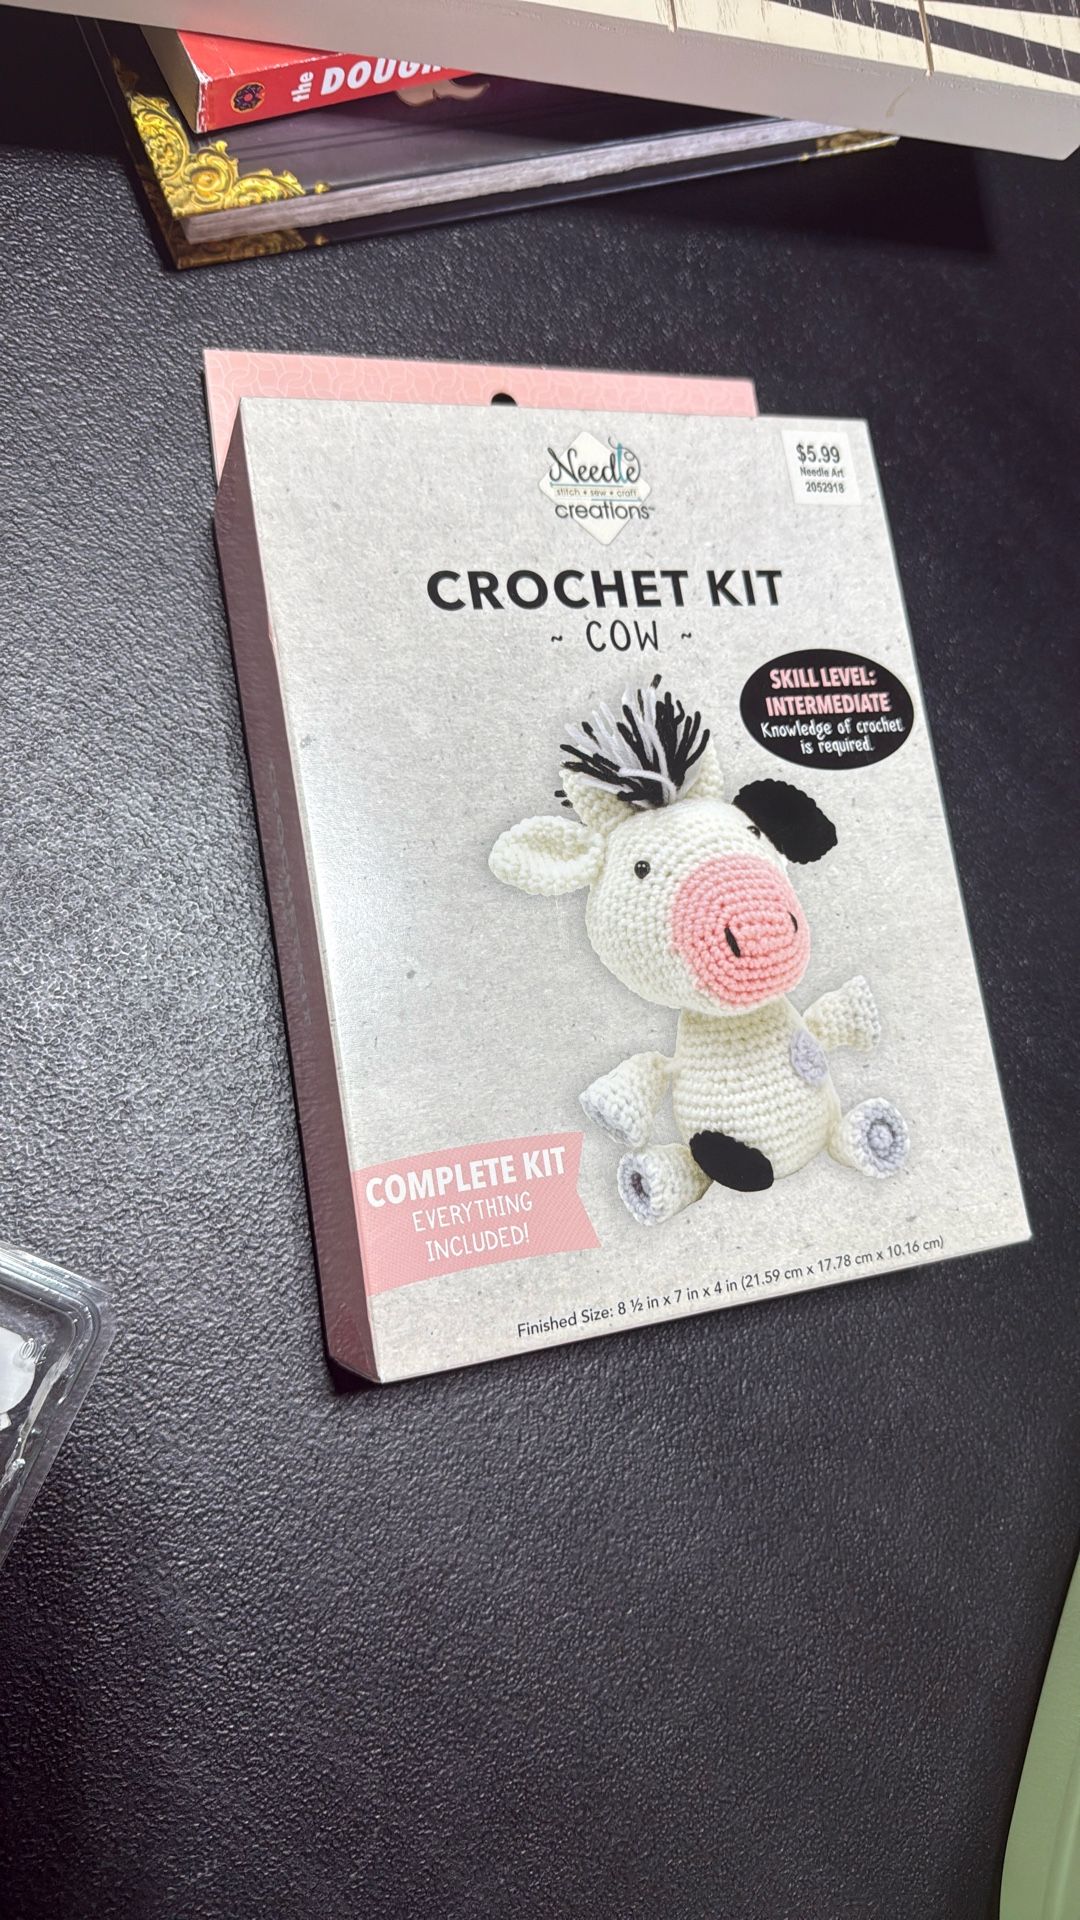 the DOUGH
Needle
stitch + sew + craft
creations™
$5.99
Needle Art
2052918
CROCHET KIT
~ COW ~
SKILL LEVEL:
INTERMEDIATE
Knowledge of crochet
is required.
COMPLETE KIT
EVERYTHING
INCLUDED!
Finished Size: 8 ½ in x 7 in x 4 in (21.59 cm x 17.78 cm x 10.16 cm)